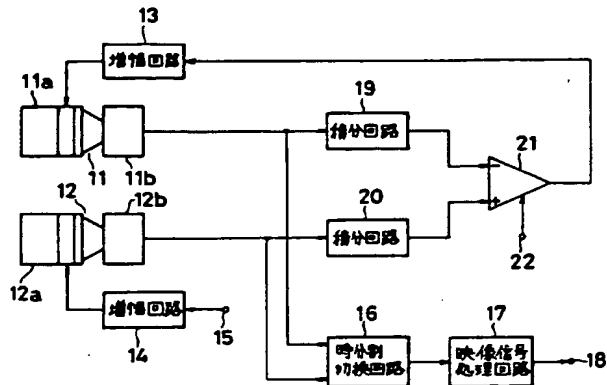 13
増幅回路
11a
11
11b
19
積分回路
21
12
12b
20
積分回路
22
12a
増幅回路
14
15
16
時分割
切換回路
17
映像信号
処理回路
18